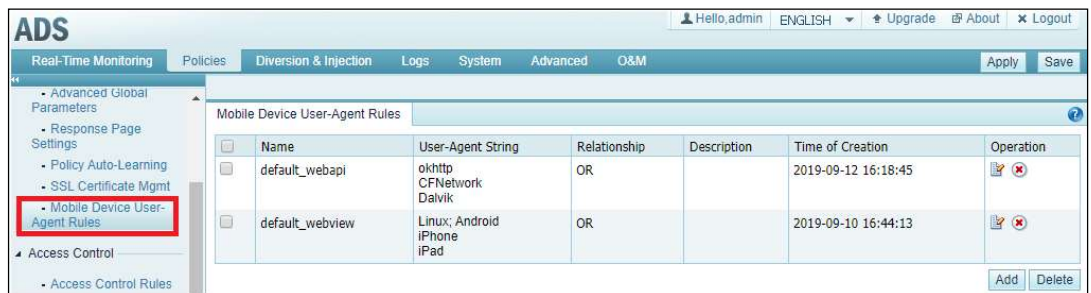 ADS
Hello,admin ENGLISH Upgrade About Logout
Real-Time Monitoring Policies Diversion & Injection Logs System Advanced O&M Apply Save
Advanced Global
Parameters
Response Page
Settings
Policy Auto-Learning
SSL Certificate Mgmt
Mobile Device User-
Agent Rules
Access Control
Access Control Rules
Mobile Device User-Agent Rules
Name User-Agent String Relationship Description Time of Creation Operation
default_webapi okhttp OR 2019-09-12 16:18:45
CFNetwork
Dalvik
default_webview Linux; Android OR 2019-09-10 16:44:13
iPhone
iPad
Add Delete